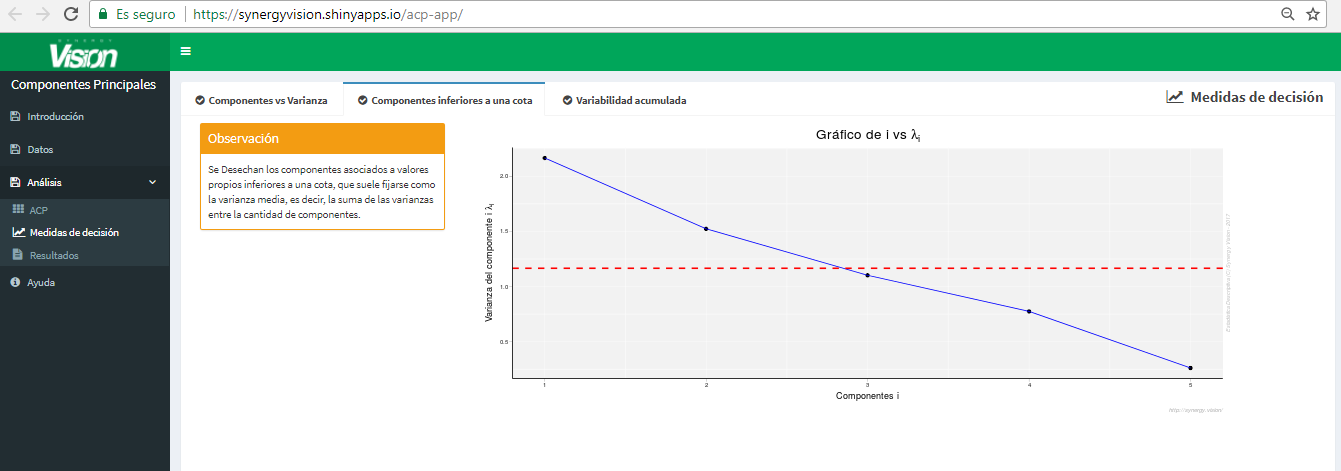 Es seguro
https://synergyvision.shinyapps.io/acp-app/
SYNERGY
Vision
Componentes Principales
Introducción
Datos
Análisis
ACP
Medidas de decisión
Resultados
Ayuda
Componentes vs Varianza
Componentes inferiores a una cota
Variabilidad acumulada
Medidas de decisión
Observación
Se Desechan los componentes asociados a valores
propios inferiores a una cota, que suele fijarse como
la varianza media, es decir, la suma de las varianzas
entre la cantidad de componentes.
Gráfico de i vs λi
Varianza del componente i λi
2.0
1.5
1.0
0.5
1 2 3 4 5
Componentes i
http://synergy.vision/